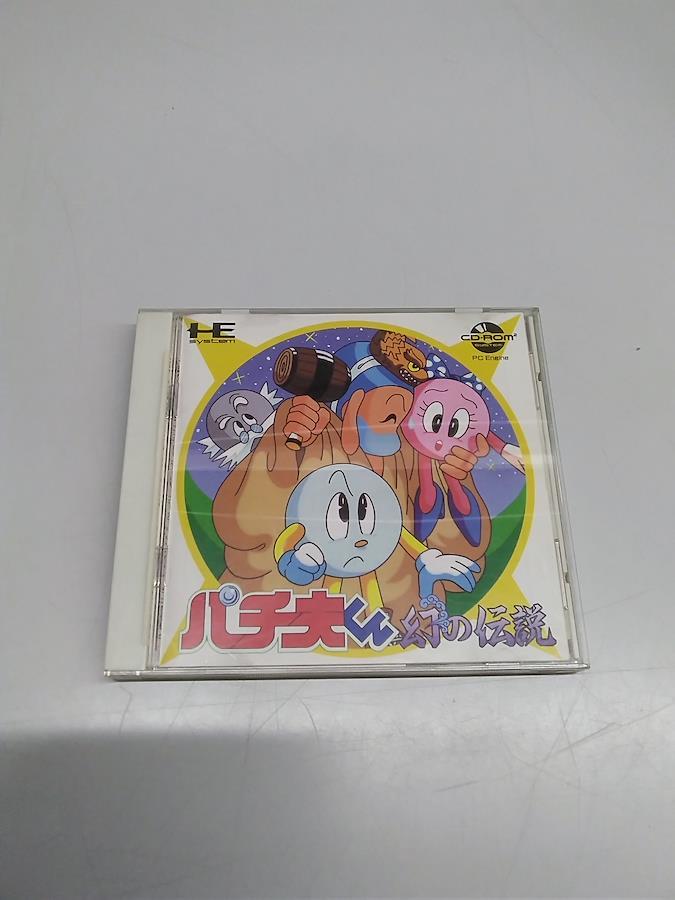 HE
system
CD-ROM²
SYSTEM
PC Engine
パチ夫くん 幻の伝説